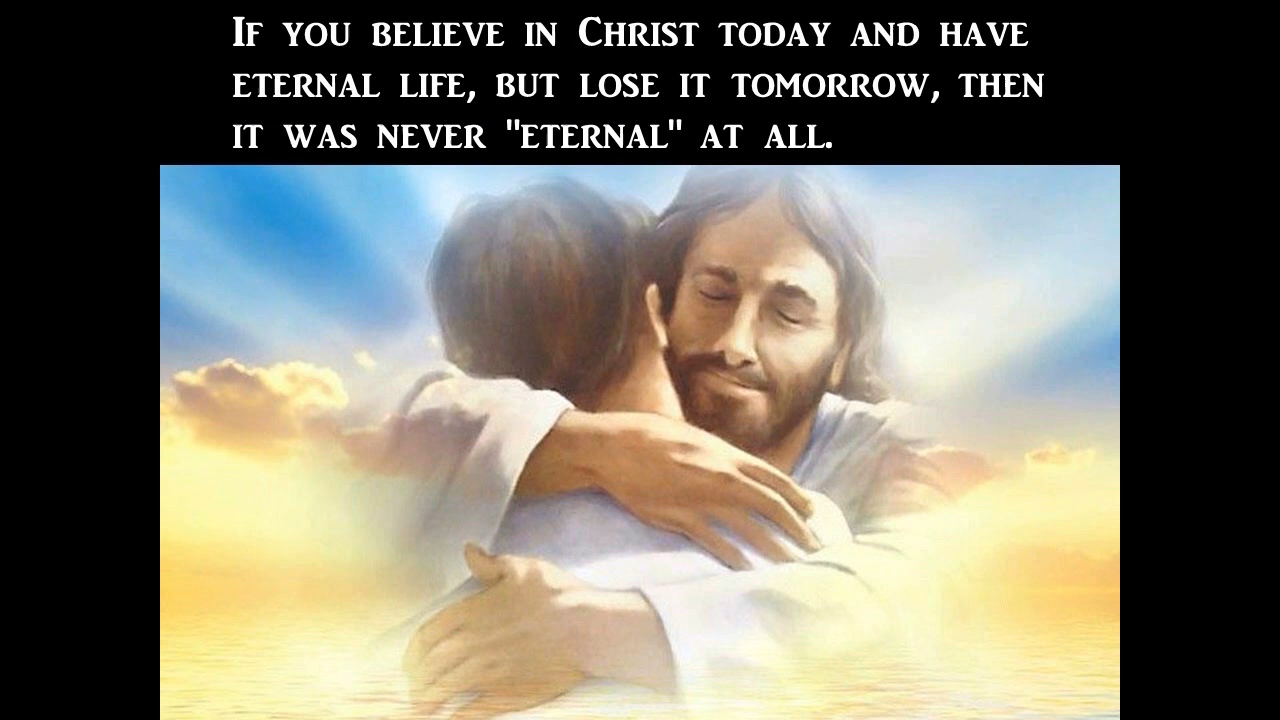 If you believe in Christ today and have
eternal life, but lose it tomorrow, then
it was never "eternal" at all.